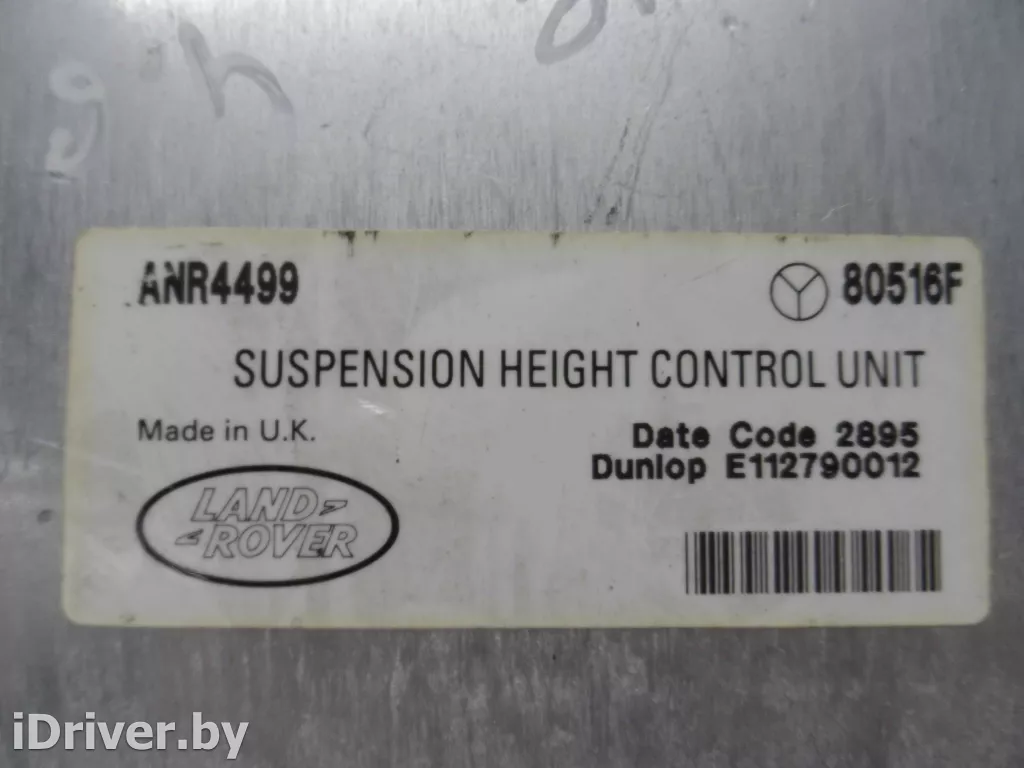 ANR4499 80516F
SUSPENSION HEIGHT CONTROL UNIT
Made in U.K. Date Code 2895
Dunlop E112790012
LAND
ROVER
iDriver.by